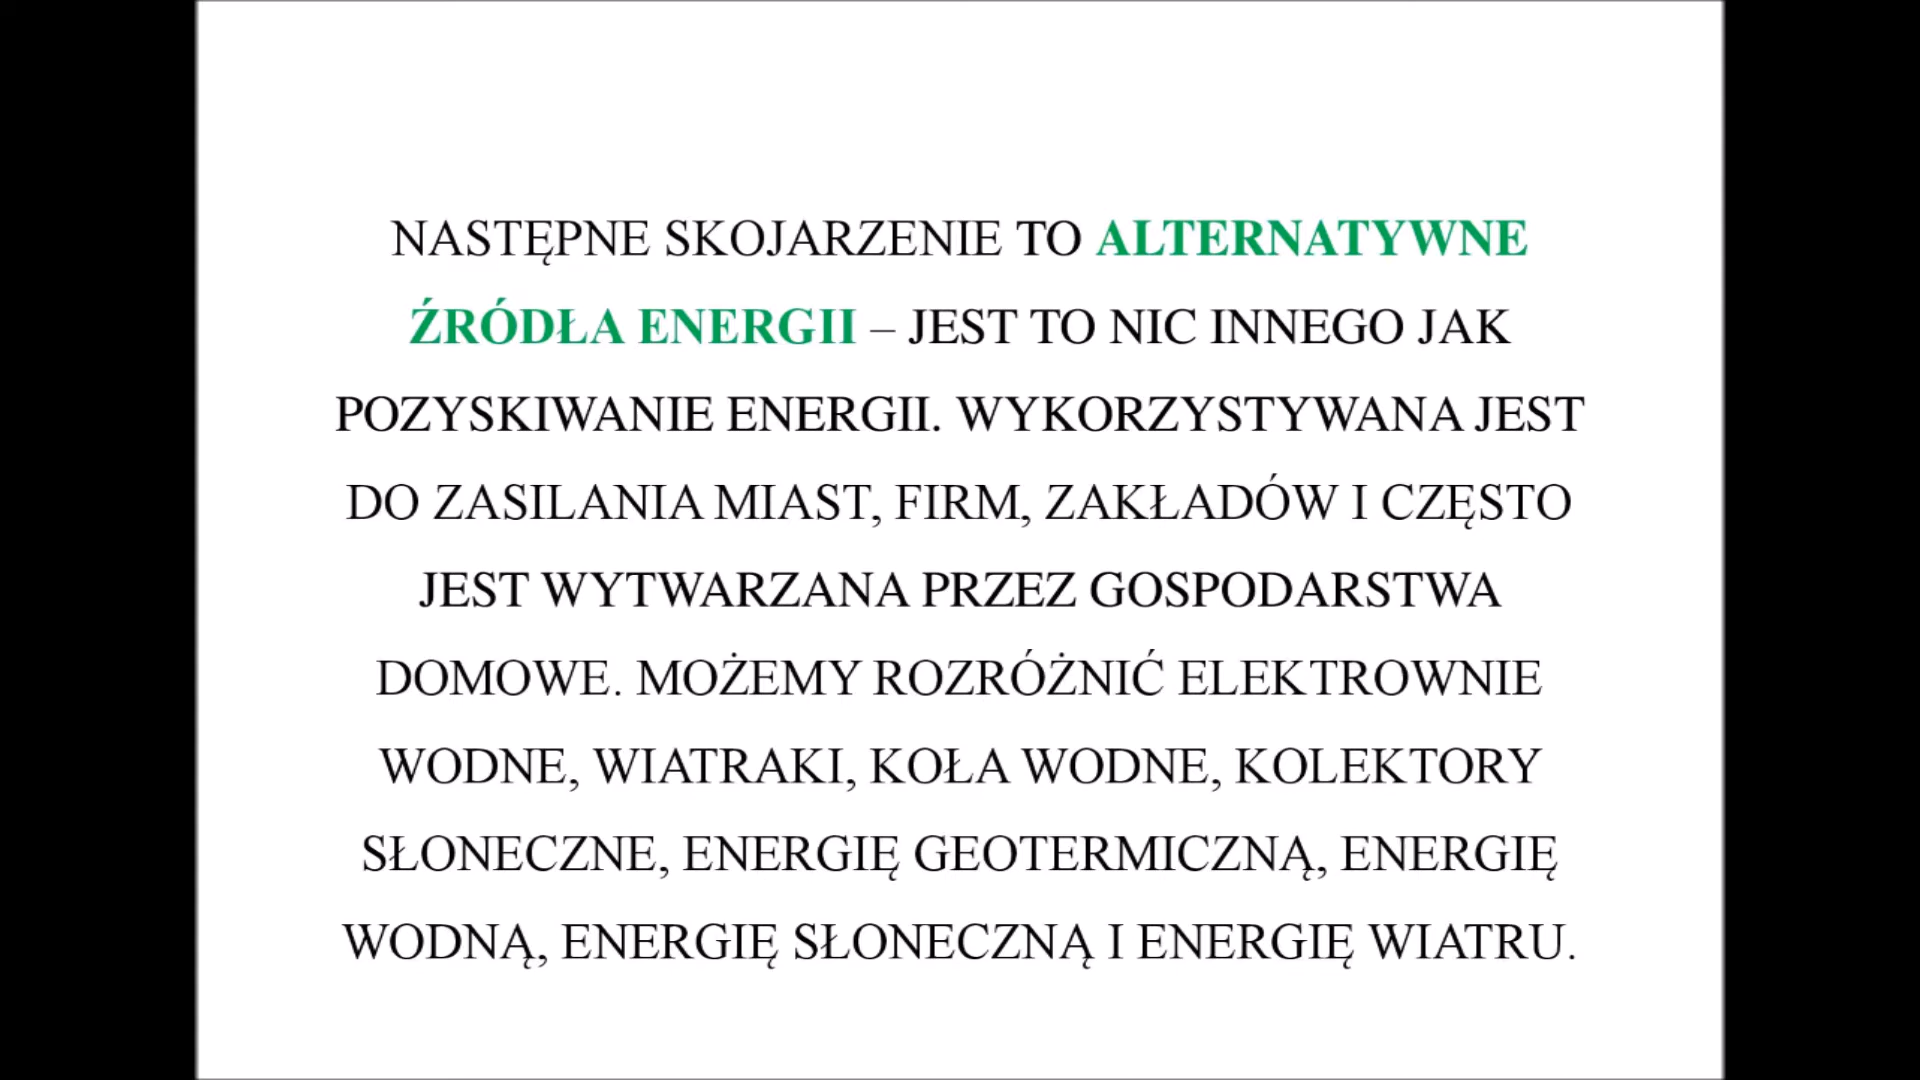 NASTĘPNE SKOJARZENIE TO ALTERNATYWNE
ŹRÓDŁA ENERGII – JEST TO NIC INNEGO JAK
POZYSKIWANIE ENERGII. WYKORZYSTYWANA JEST
DO ZASILANIA MIAST, FIRM, ZAKŁADÓW I CZĘSTO
JEST WYTWARZANA PRZEZ GOSPODARSTWA
DOMOWE. MOŻEMY ROZRÓŻNIĆ ELEKTROWNIE
WODNE, WIATRAKI, KOŁA WODNE, KOLEKTORY
SŁONECZNE, ENERGIĘ GEOTERMICZNĄ, ENERGIĘ
WODNĄ, ENERGIĘ SŁONECZNĄ I ENERGIĘ WIATRU.